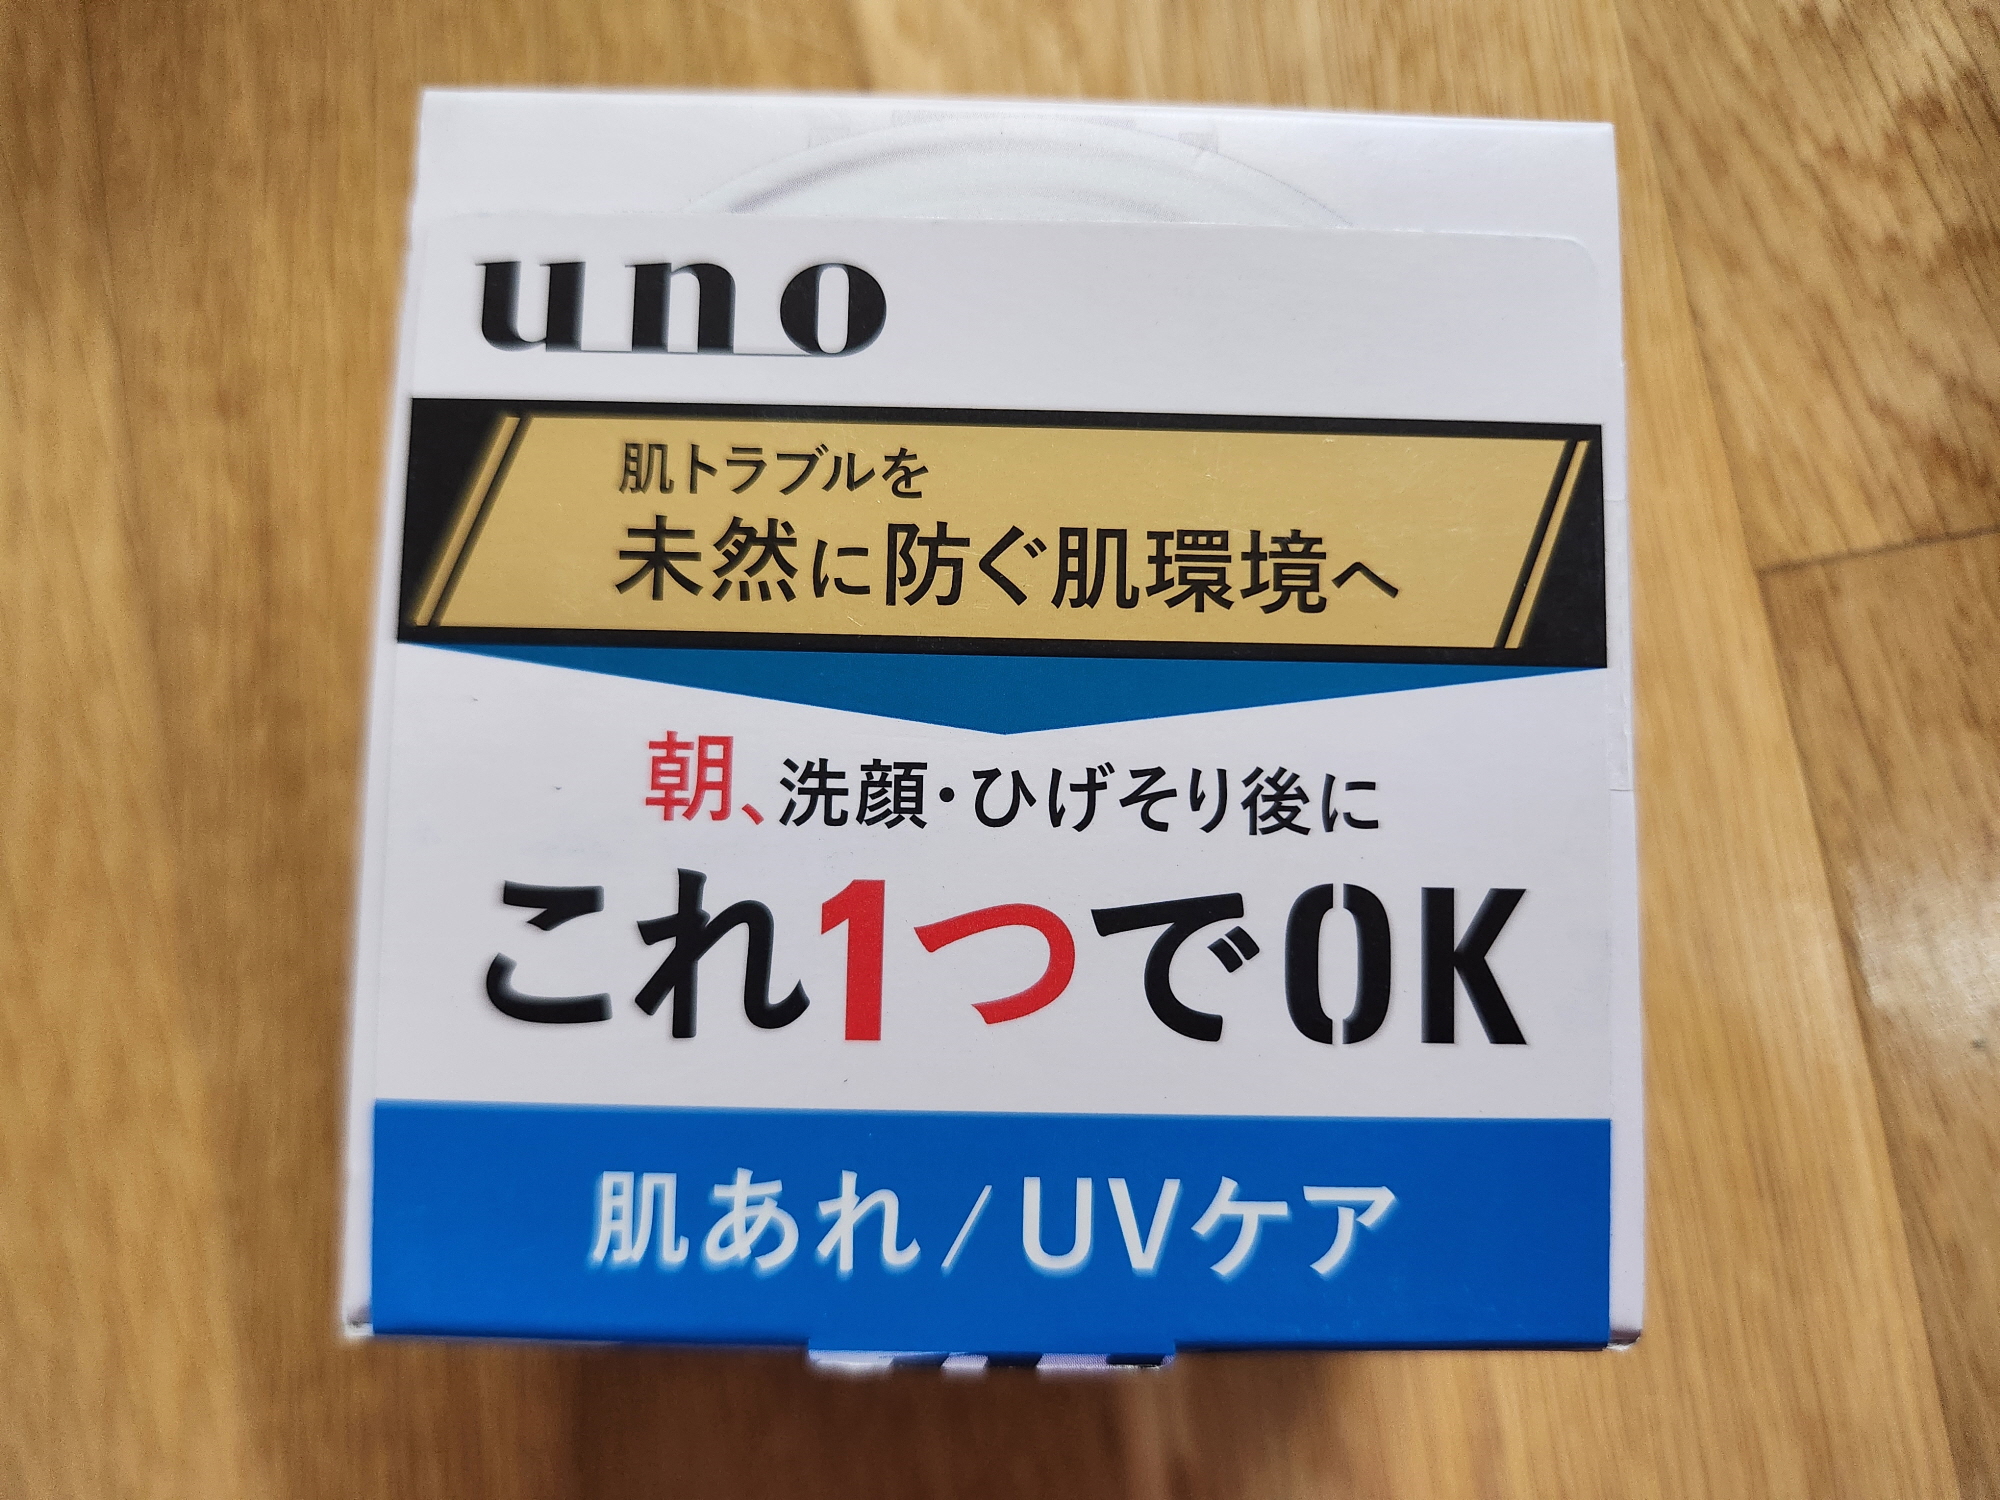 uno
肌トラブルを
未然に防ぐ肌環境へ
朝、洗顔・ひげそり後に
これ1つでOK
肌あれ/UVケア